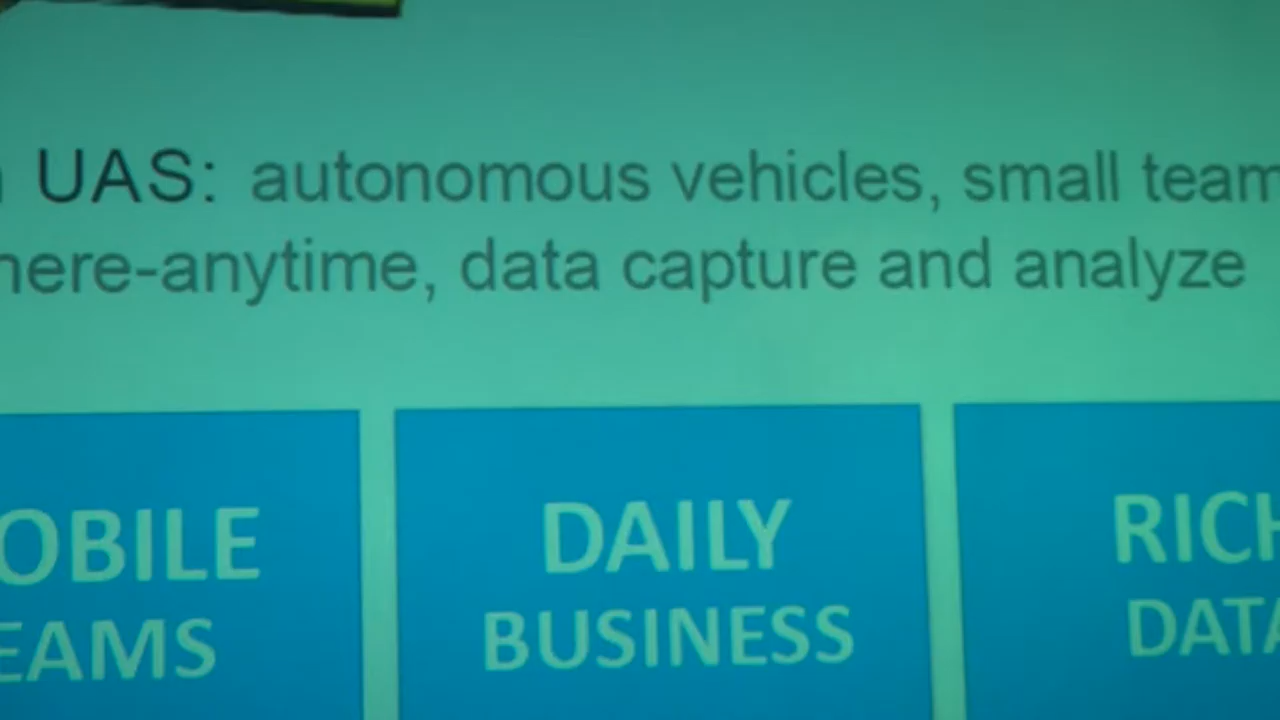 UAS: autonomous vehicles, small team
here-anytime, data capture and analyze
OBILE
EAMS
DAILY
BUSINESS
RICH
DATA